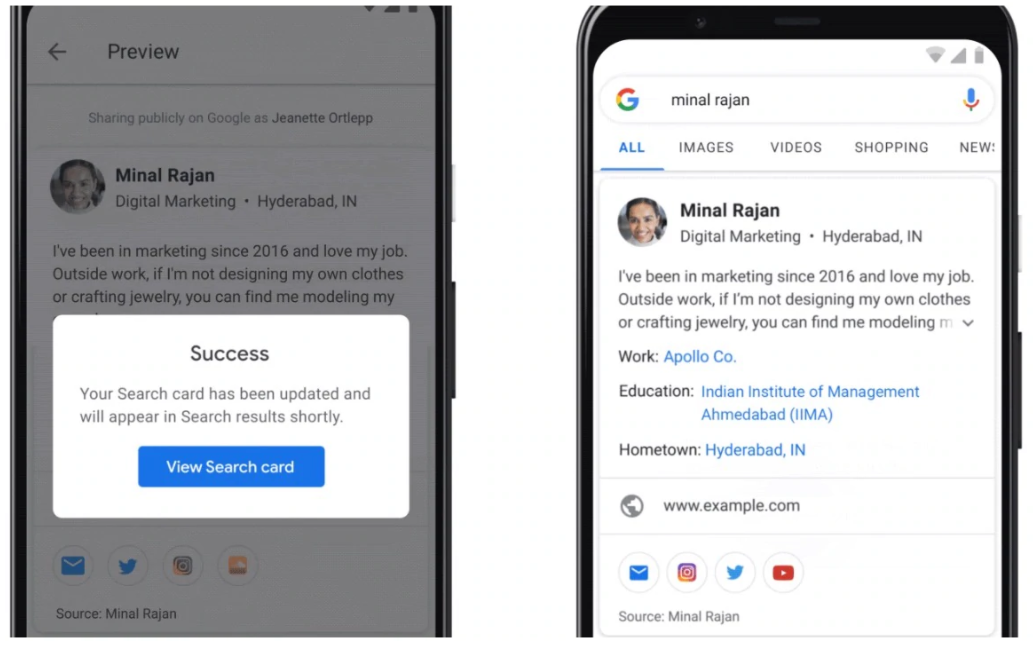 Preview
Sharing publicly on Google as Jeanette Ortlepp
Minal Rajan
Digital Marketing • Hyderabad, IN
I've been in marketing since 2016 and love my job.
Outside work, if I'm not designing my own clothes
or crafting jewelry, you can find me modeling my
Success
Your Search card has been updated and
will appear in Search results shortly.
View Search card
Source: Minal Rajan
minal rajan
ALL IMAGES VIDEOS SHOPPING NEWS
Minal Rajan
Digital Marketing • Hyderabad, IN
I've been in marketing since 2016 and love my job.
Outside work, if I'm not designing my own clothes
or crafting jewelry, you can find me modeling m
Work: Apollo Co.
Education: Indian Institute of Management
Ahmedabad (IIMA)
Hometown: Hyderabad, IN
www.example.com
Source: Minal Rajan